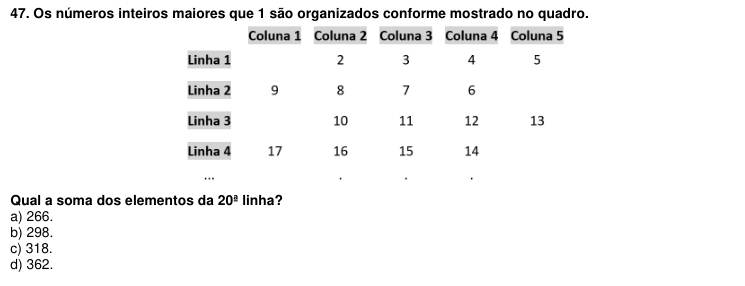 47. Os números inteiros maiores que 1 são organizados conforme mostrado no quadro.
Coluna 1 Coluna 2 Coluna 3 Coluna 4 Coluna 5
Linha 1 2 3 4 5
Linha 2 9 8 7 6
Linha 3 10 11 12 13
Linha 4 17 16 15 14
... . . .
Qual a soma dos elementos da 20ª linha?
a) 266.
b) 298.
c) 318.
d) 362.